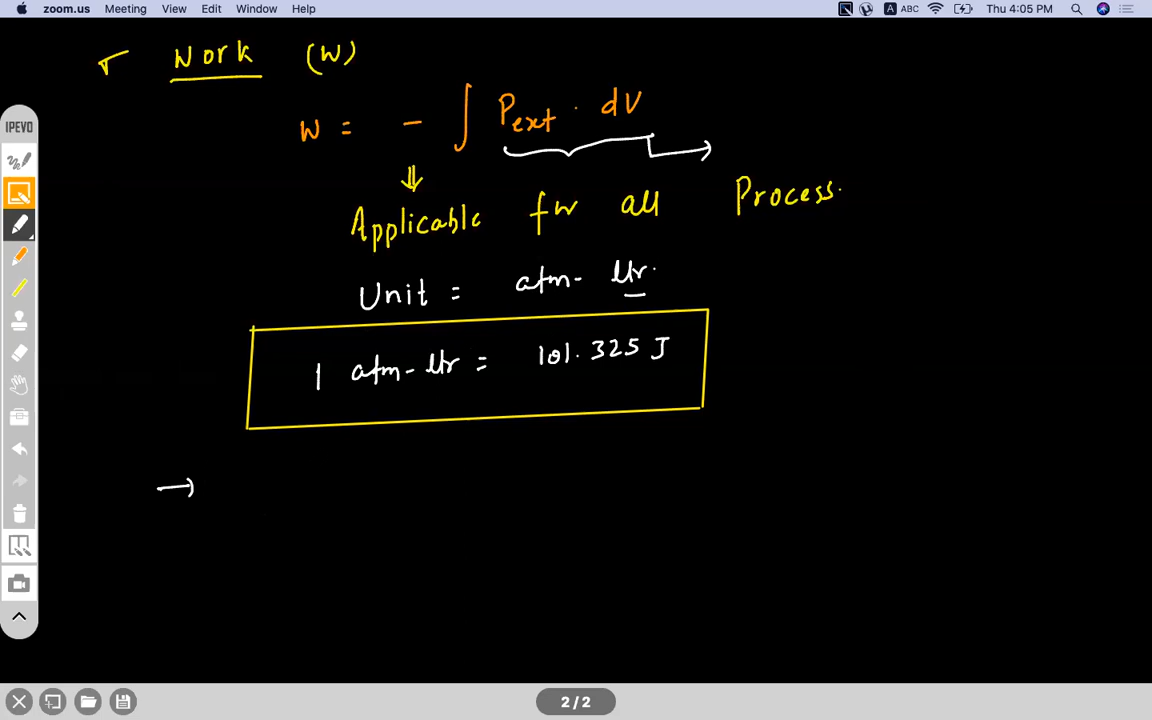 zoom.us Meeting View Edit Window Help A ABC Thu 4:05 PM
Work (W)
W = - ∫ Pext · dV
Applicable for all Process.
Unit = atm- ltr.
IPEVO
1 atm-ltr = 101.325 J
→
2/2